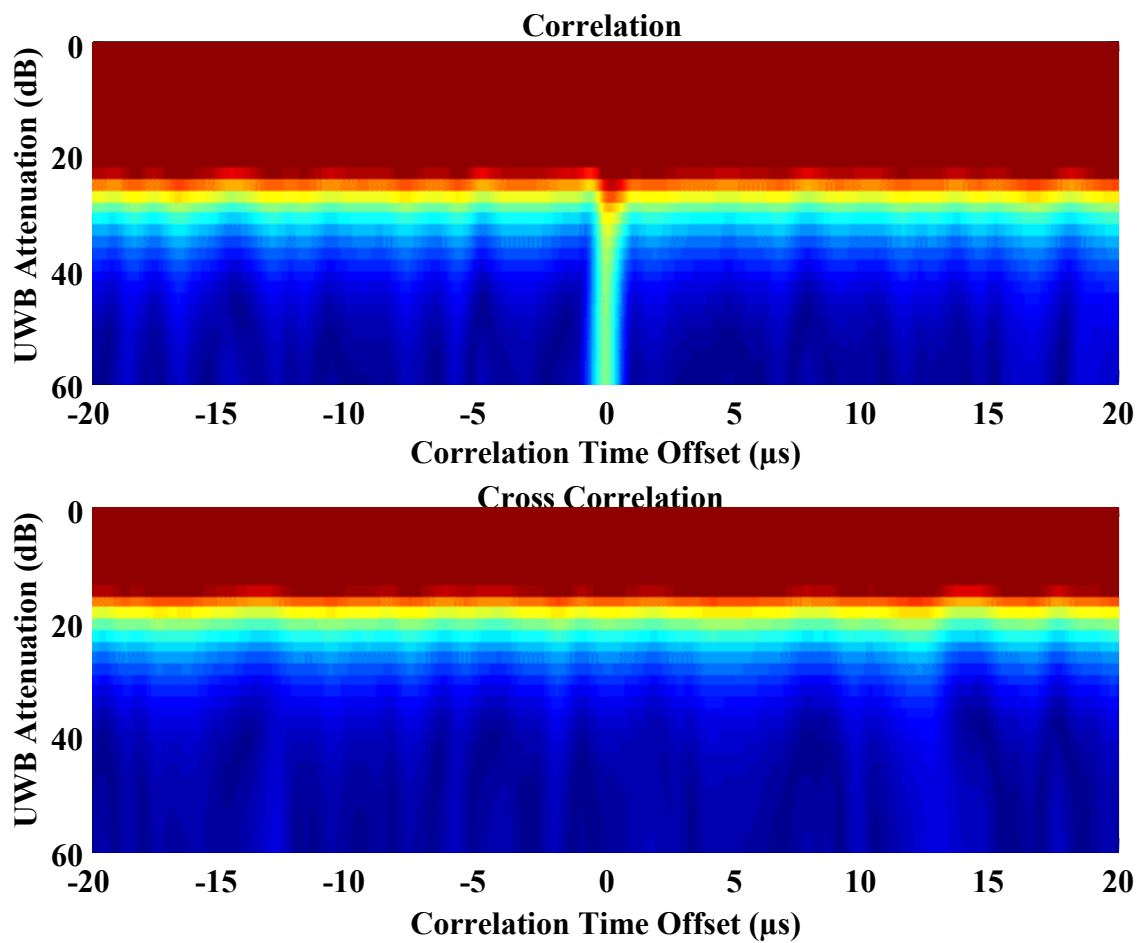 Correlation
0
20
40
60
UWB Attenuation (dB)
-20 -15 -10 -5 0 5 10 15 20
Correlation Time Offset (µs)
Cross Correlation
0
20
40
60
UWB Attenuation (dB)
-20 -15 -10 -5 0 5 10 15 20
Correlation Time Offset (µs)